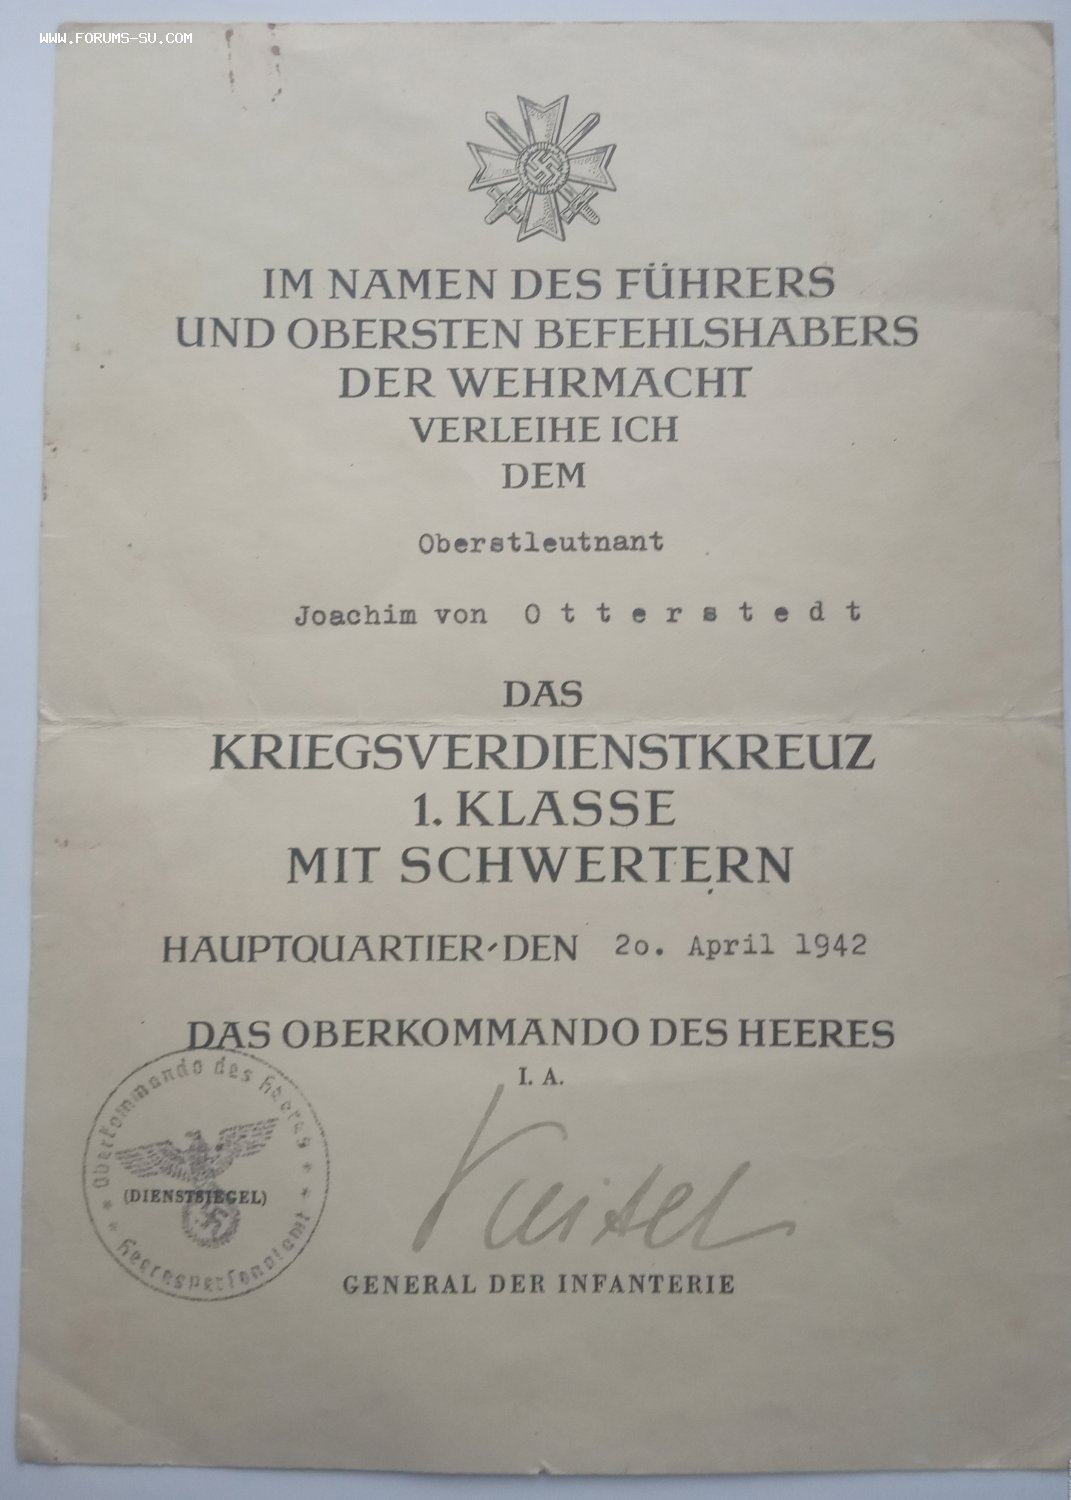 WWW.FORUMS-SU.COM
IM NAMEN DES FÜHRERS
UND OBERSTEN BEFEHLSHABERS
DER WEHRMACHT
VERLEIHE ICH
DEM
Oberstleutnant
Joachim von O t t e r s t e d t
DAS
KRIEGSVERDIENSTKREUZ
1. KLASSE
MIT SCHWERTERN
HAUPTQUARTIER, DEN 2o. April 1942
DAS OBERKOMMANDO DES HEERES
I. A.
Oberkommando des Heeres
(DIENSTSIEGEL)
Heerespersonalamt
Keitel
GENERAL DER INFANTERIE